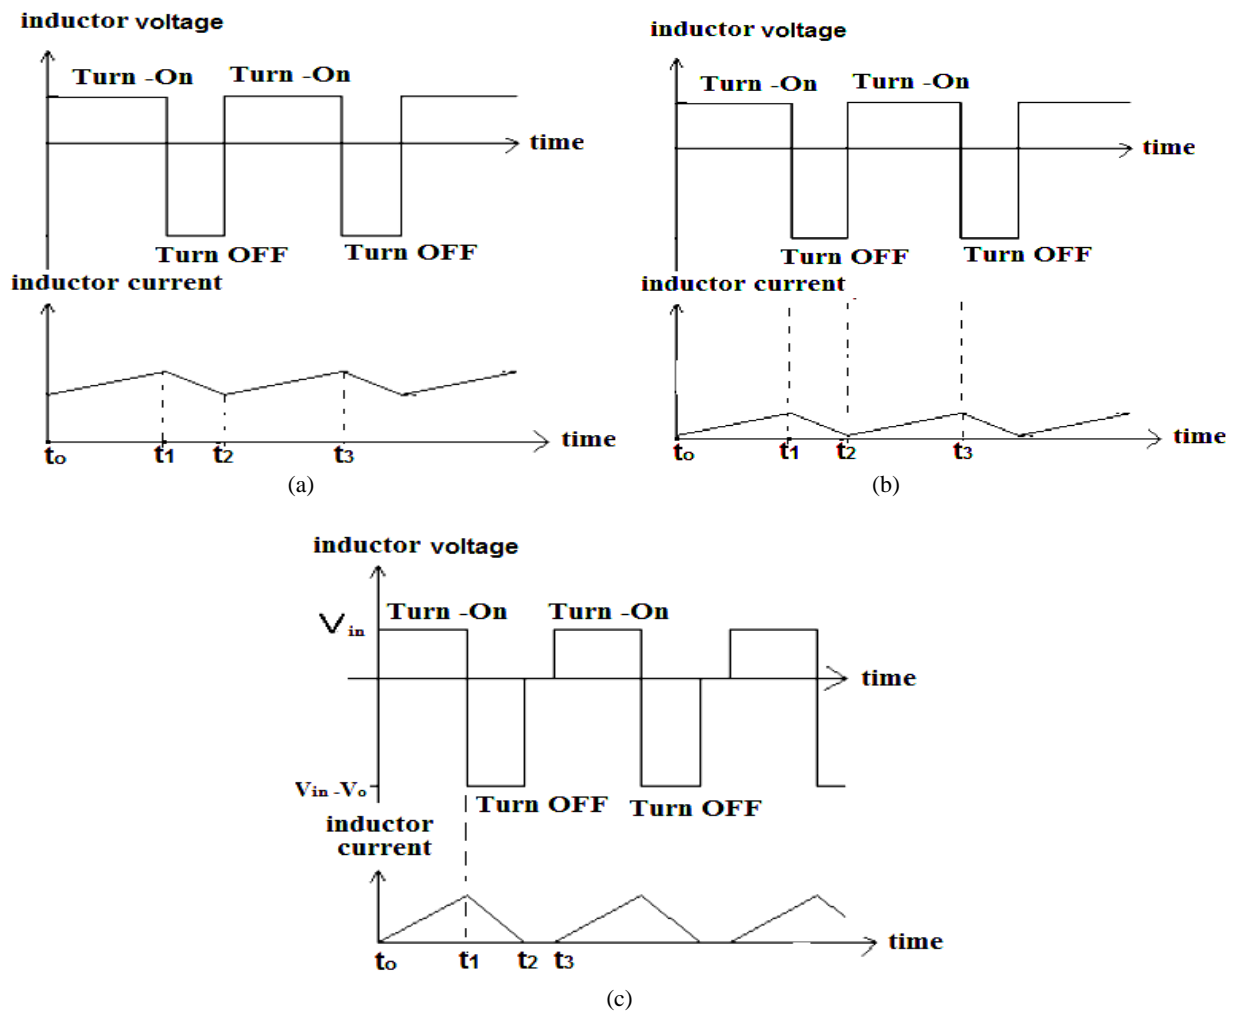 inductor voltage
Turn -On Turn -On
time
Turn OFF Turn OFF
inductor current
time
to t1 t2 t3
(a)
inductor voltage
Turn -On Turn -On
time
Turn OFF Turn OFF
inductor current
time
to t1 t2 t3
(b)
inductor voltage
Turn -On Turn -On
Vin
time
Vin -Vo
Turn OFF Turn OFF
inductor
current
time
to t1 t2 t3
(c)